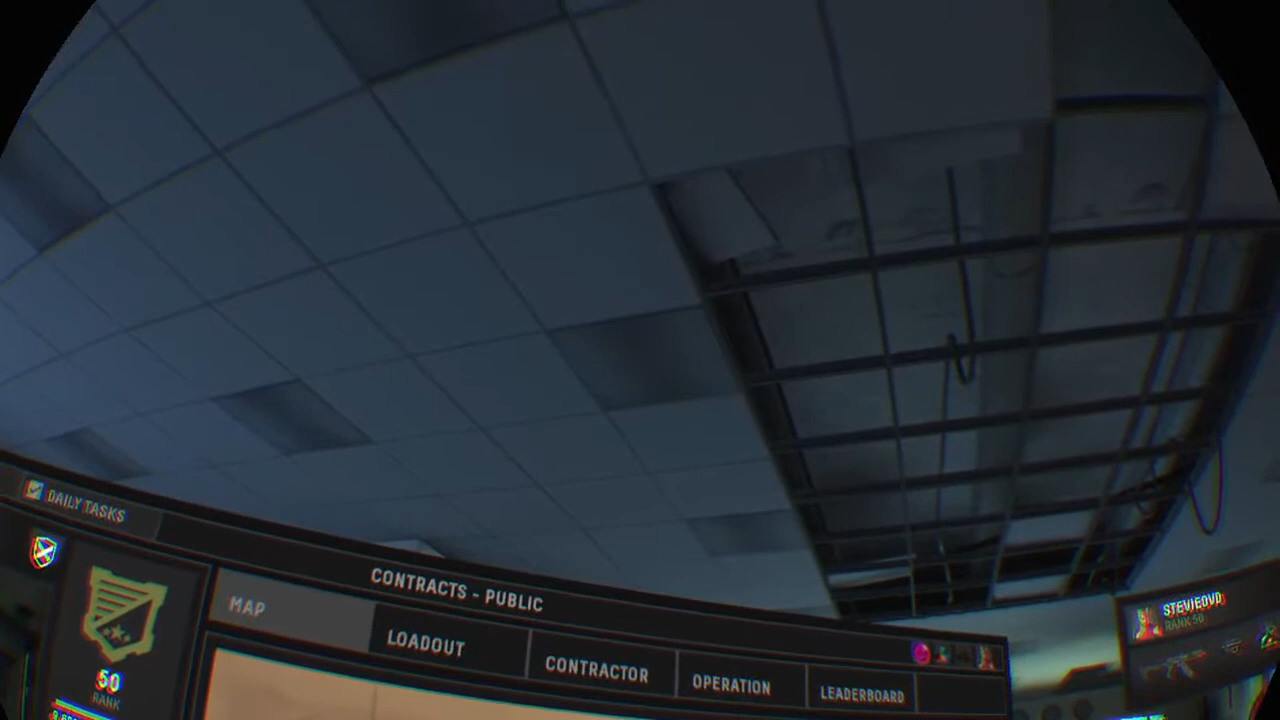 DAILY TASKS
CONTRACTS - PUBLIC
MAP
LOADOUT
CONTRACTOR
OPERATION
LEADERBOARD
50
RANK
STEVIEOVD
RANK 50